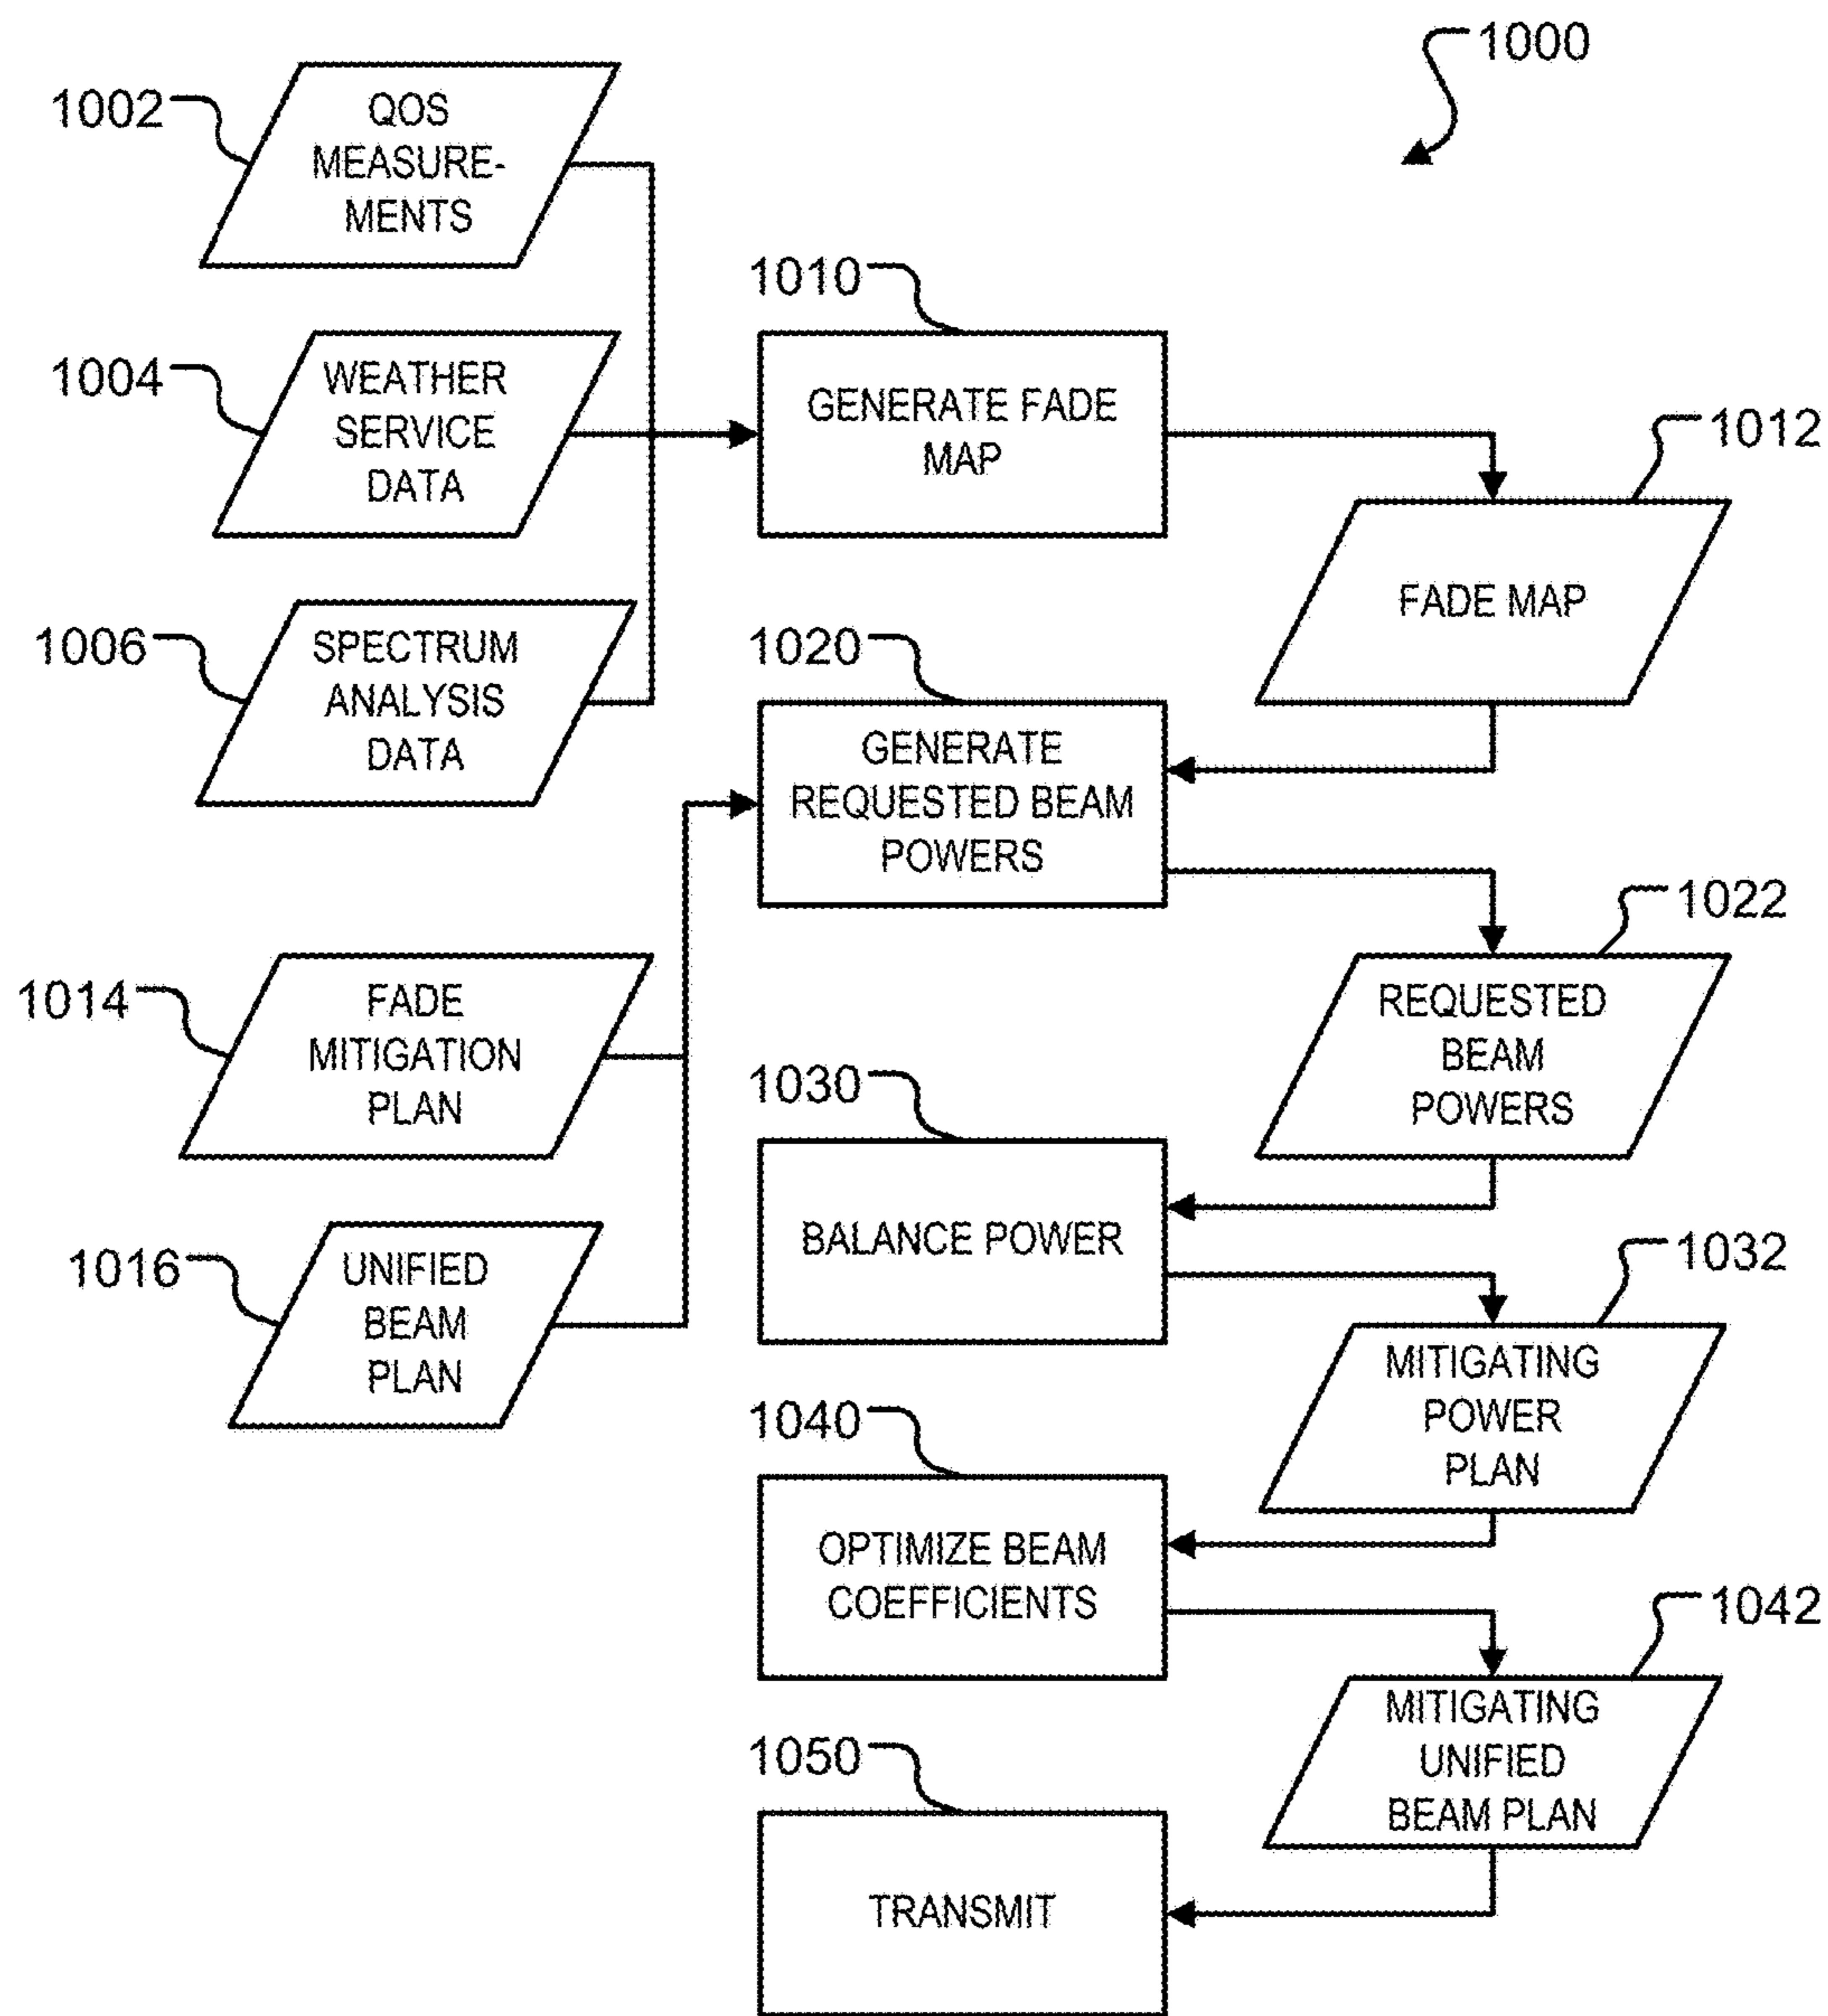 1000
1002
QOS
MEASURE-
MENTS
1004
WEATHER
SERVICE
DATA
1006
SPECTRUM
ANALYSIS
DATA
1010
GENERATE FADE
MAP
1012
FADE MAP
1014
FADE
MITIGATION
PLAN
1016
UNIFIED
BEAM
PLAN
1020
GENERATE
REQUESTED BEAM
POWERS
1022
REQUESTED
BEAM
POWERS
1030
BALANCE POWER
1032
MITIGATING
POWER
PLAN
1040
OPTIMIZE BEAM
COEFFICIENTS
1042
MITIGATING
UNIFIED
BEAM PLAN
1050
TRANSMIT